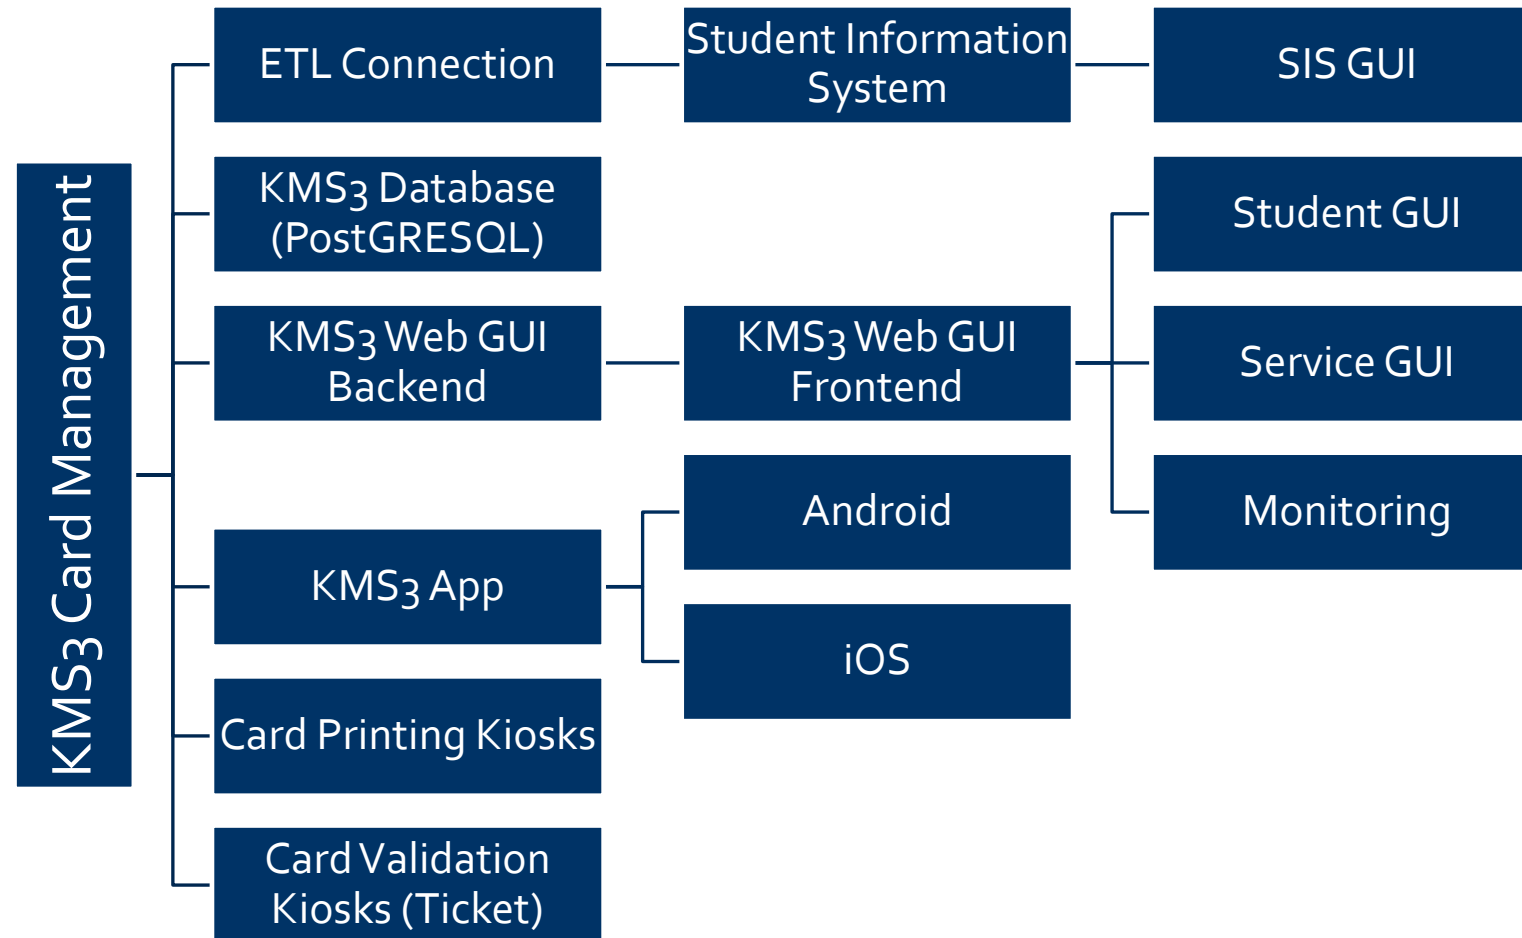 KMS3 Card Management
ETL Connection
Student Information
System
SIS GUI
KMS3 Database
(PostGRESQL)
Student GUI
KMS3 Web GUI
Backend
KMS3 Web GUI
Frontend
Service GUI
Android
Monitoring
KMS3 App
iOS
Card Printing Kiosks
Card Validation
Kiosks (Ticket)